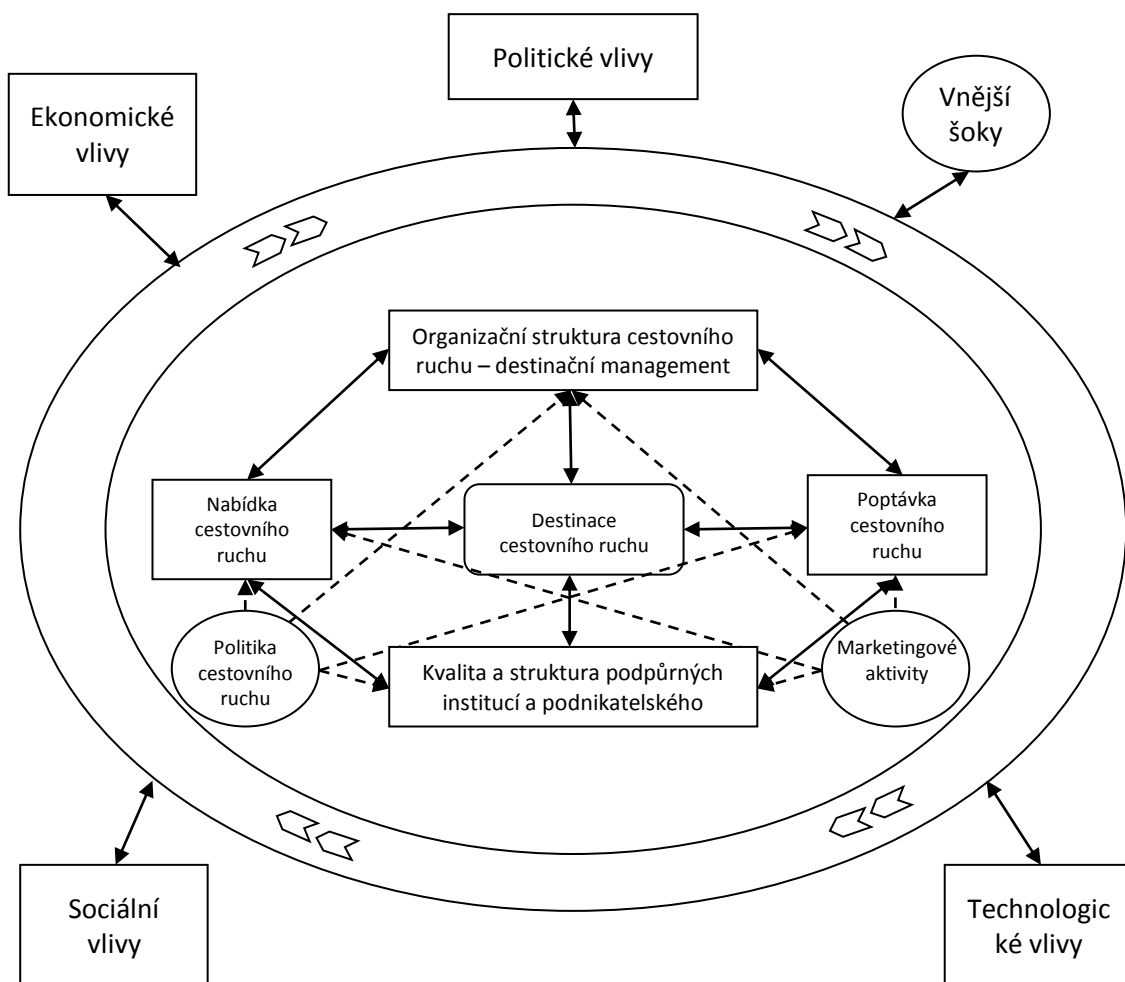 Politické vlivy
Ekonomické
vlivy
Vnější
šoky
Organizační struktura cestovního
ruchu – destinační management
Nabídka
cestovního
ruchu
Destinace
cestovního ruchu
Poptávka
cestovního
ruchu
Politika
cestovního
ruchu
Kvalita a struktura podpůrných
institucí a podnikatelského
Marketingové
aktivity
Sociální
vlivy
Technologic
ké vlivy